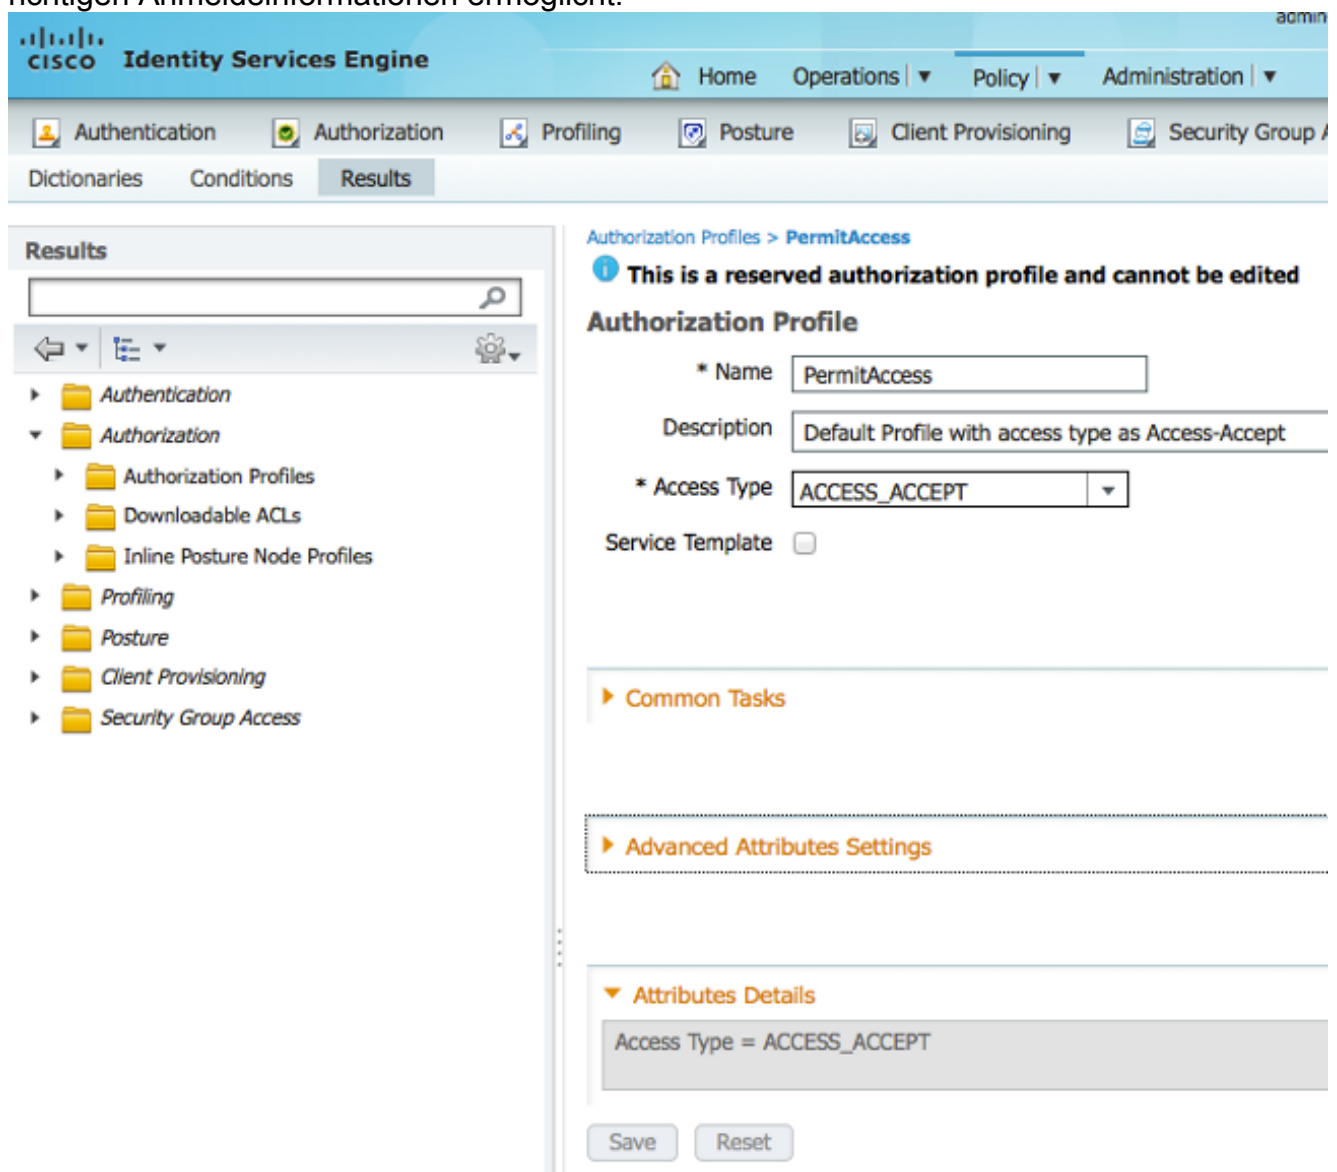 richtigen Anmeldeinformationen ermöglicht.
admin
CISCO Identity Services Engine
Home Operations Policy Administration
Authentication Authorization Profiling Posture Client Provisioning Security Group A
Dictionaries Conditions Results
Results
Authentication
Authorization
Authorization Profiles
Downloadable ACLs
Inline Posture Node Profiles
Profiling
Posture
Client Provisioning
Security Group Access
Authorization Profiles > PermitAccess
This is a reserved authorization profile and cannot be edited
Authorization Profile
* Name PermitAccess
Description Default Profile with access type as Access-Accept
* Access Type ACCESS_ACCEPT
Service Template
Common Tasks
Advanced Attributes Settings
Attributes Details
Access Type = ACCESS_ACCEPT
Save Reset